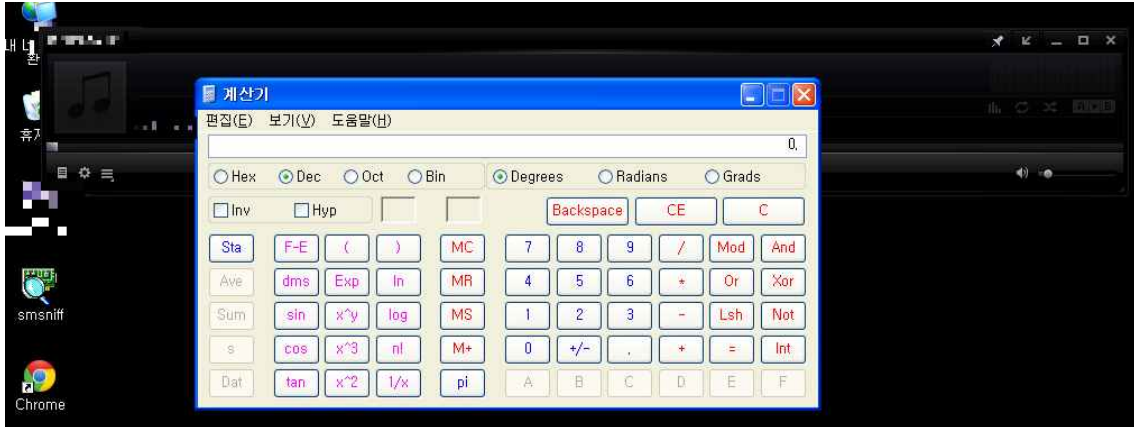 계산기
편집(E) 보기(V) 도움말(H)
0,
Hex Dec Oct Bin Degrees Radians Grads
Inv Hyp Backspace CE C
Sta F-E ( ) MC 7 8 9 / Mod And
Ave dms Exp ln MR 4 5 6 * Or Xor
Sum sin x^y log MS 1 2 3 - Lsh Not
s cos x^3 n! M+ 0 +/- , + = Int
Dat tan x^2 1/x pi A B C D E F
smsniff
Chrome